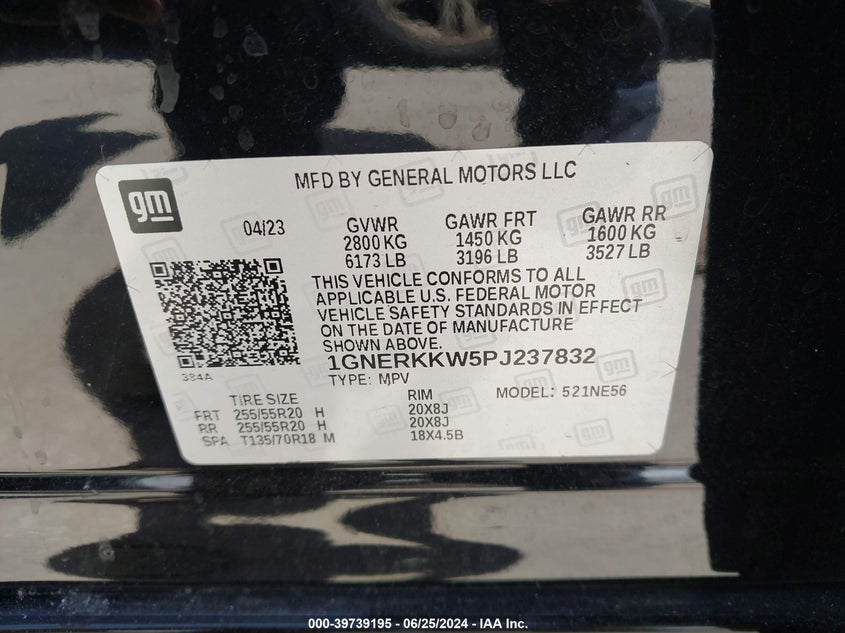 gm
MFD BY GENERAL MOTORS LLC
04/23
GVWR
2800 KG
6173 LB
GAWR FRT
1450 KG
3196 LB
GAWR RR
1600 KG
3527 LB
THIS VEHICLE CONFORMS TO ALL
APPLICABLE U.S. FEDERAL MOTOR
VEHICLE SAFETY STANDARDS IN EFFECT
ON THE DATE OF MANUFACTURE
SHOWN ABOVE.
384A
1GNERKKW5PJ237832
TYPE: MPV
MODEL: 521NE56
TIRE SIZE
RIM
FRT 255/55R20 H 20X8J
RR 255/55R20 H 20X8J
SPA T135/70R18 M 18X4.5B
000-39739195 - 06/25/2024 - IAA Inc.